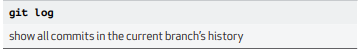 git log
show all commits in the current branch's history